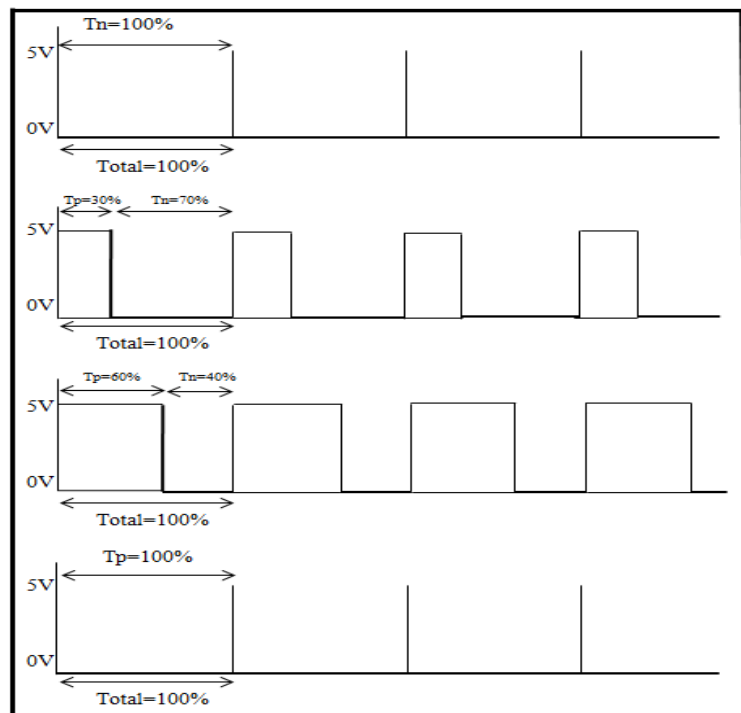 Tn=100%
5V
0V
Total=100%
Tp=30% Tn=70%
5V
0V
Total=100%
Tp=60% Tn=40%
5V
0V
Total=100%
Tp=100%
5V
0V
Total=100%